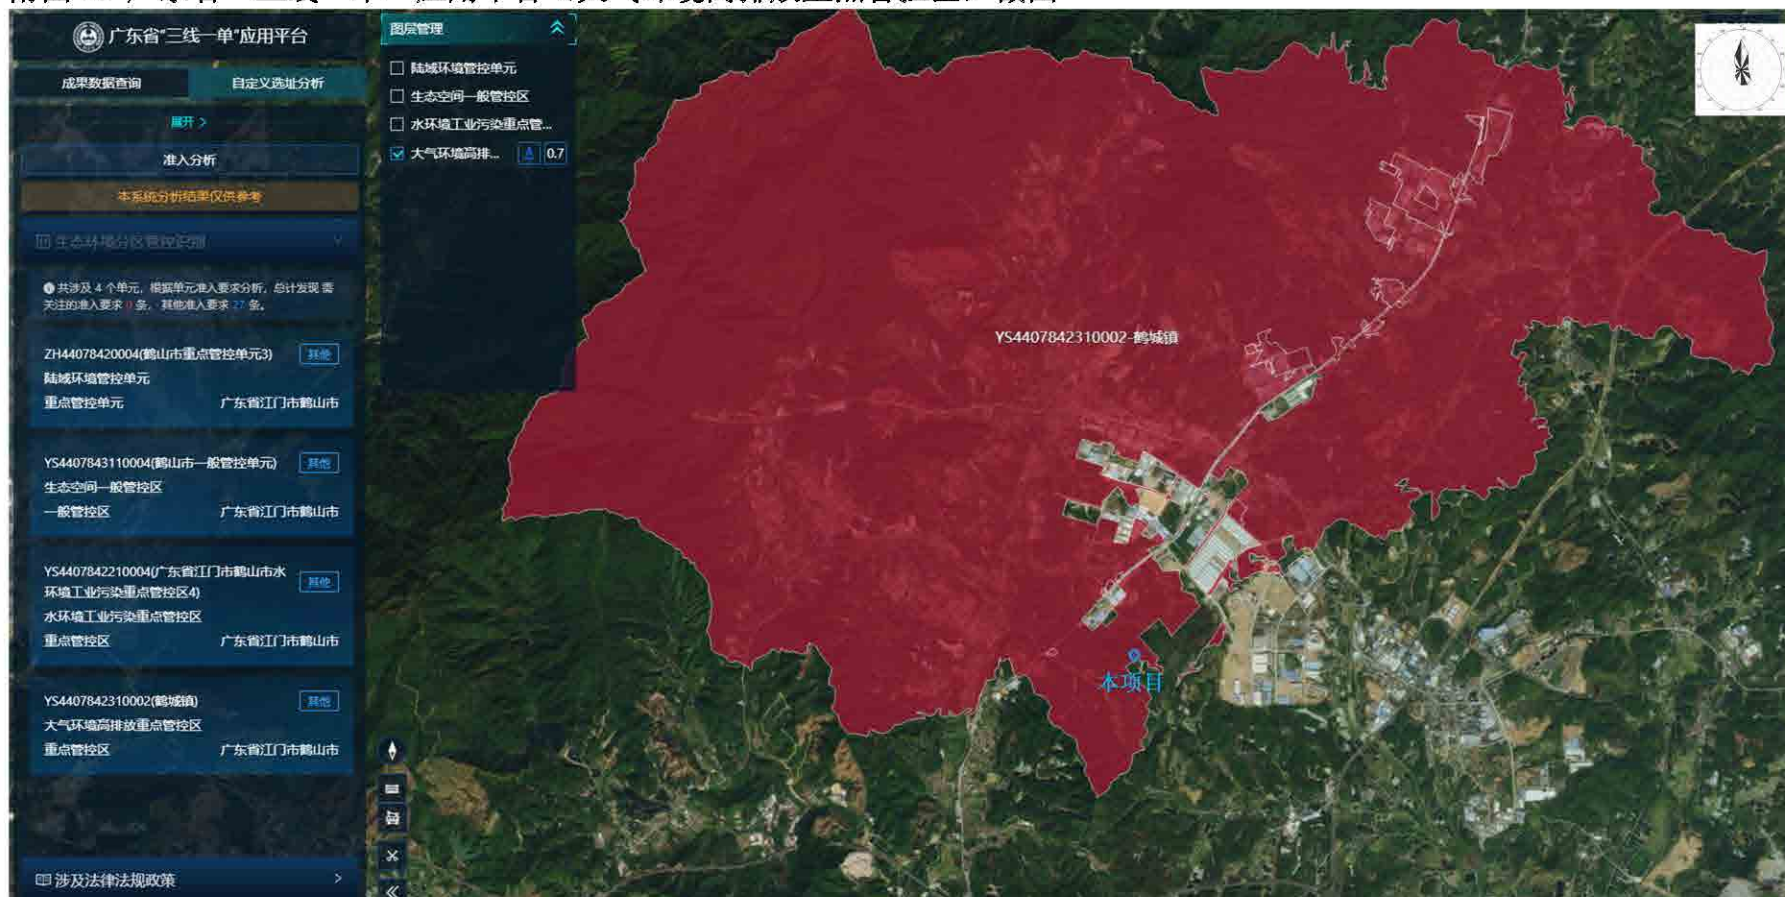 广东省"三线一单"应用平台
成果数据查询
自定义选址分析
展开 >
准入分析
本系统分析结果仅供参考
生态环境分区管控识别
共涉及 4 个单元，根据单元准入要求分析，总计发现 需
关注的准入要求 0 条，其他准入要求 27 条。
ZH44078420004(鹤山市重点管控单元3)
其他
陆域环境管控单元
重点管控单元
广东省江门市鹤山市
YS4407843110004(鹤山市一般管控单元)
其他
生态空间一般管控区
一般管控区
广东省江门市鹤山市
YS4407842210004(广东省江门市鹤山市水
环境工业污染重点管控区4)
其他
水环境工业污染重点管控区
重点管控区
广东省江门市鹤山市
YS4407842310002(鹤城镇)
其他
大气环境高排放重点管控区
重点管控区
广东省江门市鹤山市
涉及法律法规政策 >
图层管理
陆域环境管控单元
生态空间一般管控区
水环境工业污染重点管...
大气环境高排... 0.7
YS4407842310002-鹤城镇
本项目